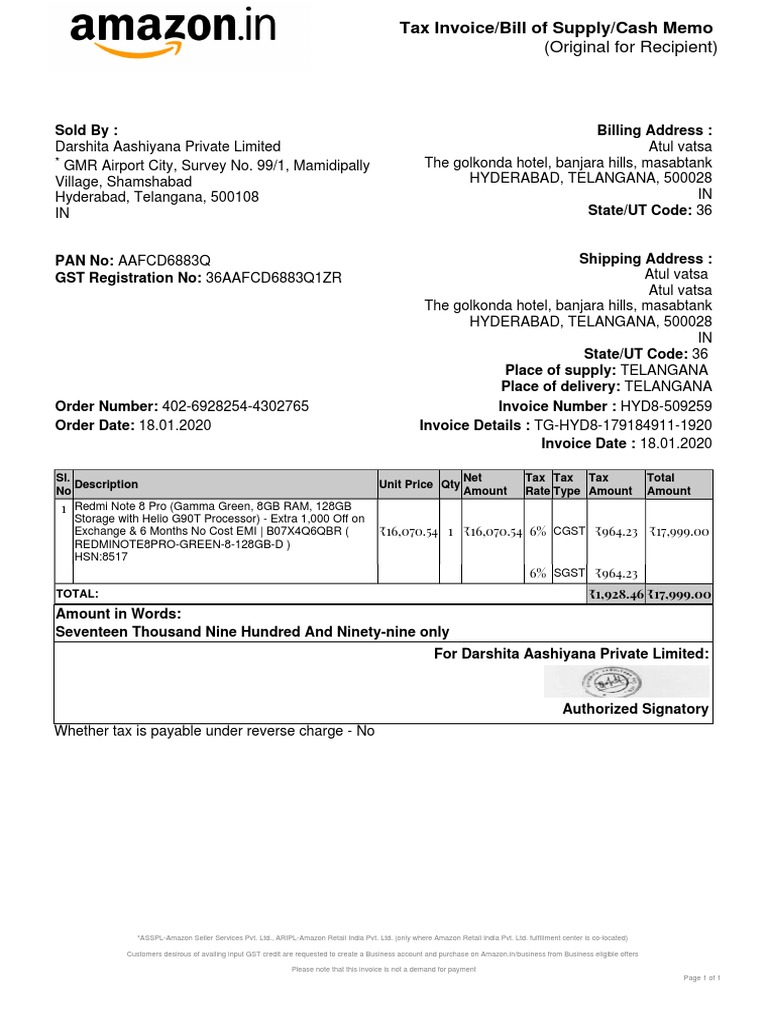 amazon.in
Tax Invoice/Bill of Supply/Cash Memo
(Original for Recipient)
Sold By :
Darshita Aashiyana Private Limited
* GMR Airport City, Survey No. 99/1, Mamidipally
Village, Shamshabad
Hyderabad, Telangana, 500108
IN
Billing Address :
Atul vatsa
The golkonda hotel, banjara hills, masabtank
HYDERABAD, TELANGANA, 500028
IN
State/UT Code: 36
PAN No: AAFCD6883Q
GST Registration No: 36AAFCD6883Q1ZR
Shipping Address :
Atul vatsa
Atul vatsa
The golkonda hotel, banjara hills, masabtank
HYDERABAD, TELANGANA, 500028
IN
State/UT Code: 36
Place of supply: TELANGANA
Place of delivery: TELANGANA
Order Number: 402-6928254-4302765
Order Date: 18.01.2020
Invoice Number : HYD8-509259
Invoice Details : TG-HYD8-179184911-1920
Invoice Date : 18.01.2020
Sl. No Description Unit Price Qty Net Amount Tax Rate Tax Type Tax Amount Total Amount
1 Redmi Note 8 Pro (Gamma Green, 8GB RAM, 128GB
Storage with Helio G90T Processor) - Extra 1,000 Off on
Exchange & 6 Months No Cost EMI | B07X4Q6QBR (
REDMINOTE8PRO-GREEN-8-128GB-D )
HSN:8517
₹16,070.54 1 ₹16,070.54 6% CGST ₹964.23 ₹17,999.00
6% SGST ₹964.23
TOTAL: ₹1,928.46 ₹17,999.00
Amount in Words:
Seventeen Thousand Nine Hundred And Ninety-nine only
For Darshita Aashiyana Private Limited:
Authorized Signatory
Whether tax is payable under reverse charge - No
*ASSPL-Amazon Seller Services Pvt. Ltd., ARIPL-Amazon Retail India Pvt. Ltd. (only where Amazon Retail India Pvt. Ltd. fulfillment center is co-located)
Customers desirous of availing input GST credit are requested to create a Business account and purchase on Amazon.in/business from Business eligible offers
Please note that this invoice is not a demand for payment
Page 1 of 1